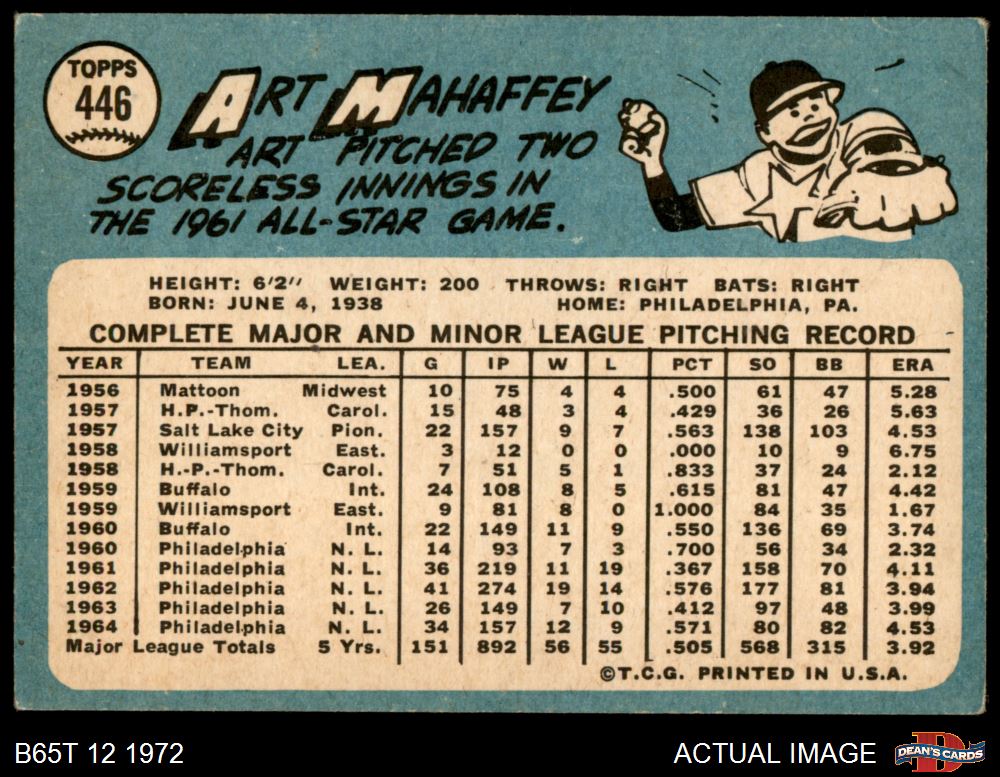 TOPPS
446
ART MAHAFFEY
ART PITCHED TWO
SCORELESS INNINGS IN
THE 1961 ALL-STAR GAME.
HEIGHT: 6'2" WEIGHT: 200 THROWS: RIGHT BATS: RIGHT
BORN: JUNE 4, 1938 HOME: PHILADELPHIA, PA.
COMPLETE MAJOR AND MINOR LEAGUE PITCHING RECORD
YEAR TEAM LEA. G IP W L PCT SO BB ERA
1956 Mattoon Midwest 10 75 4 4 .500 61 47 5.28
1957 H.P.-Thom. Carol. 15 48 3 4 .429 36 26 5.63
1957 Salt Lake City Pion. 22 157 9 7 .563 138 103 4.53
1958 Williamsport East. 3 12 0 0 .000 10 9 6.75
1958 H.-P.-Thom. Carol. 7 51 5 1 .833 37 24 2.12
1959 Buffalo Int. 24 108 8 5 .615 81 47 4.42
1959 Williamsport East. 9 81 8 0 1.000 84 35 1.67
1960 Buffalo Int. 22 149 11 9 .550 136 69 3.74
1960 Philadelphia N. L. 14 93 7 3 .700 56 34 2.32
1961 Philadelphia N. L. 36 219 11 19 .367 158 70 4.11
1962 Philadelphia N. L. 41 274 19 14 .576 177 81 3.94
1963 Philadelphia N. L. 26 149 7 10 .412 97 48 3.99
1964 Philadelphia N. L. 34 157 12 9 .571 80 82 4.53
Major League Totals 5 Yrs. 151 892 56 55 .505 568 315 3.92
©T.C.G. PRINTED IN U.S.A.
B65T 12 1972 ACTUAL IMAGE
D
DEAN'S CARDS